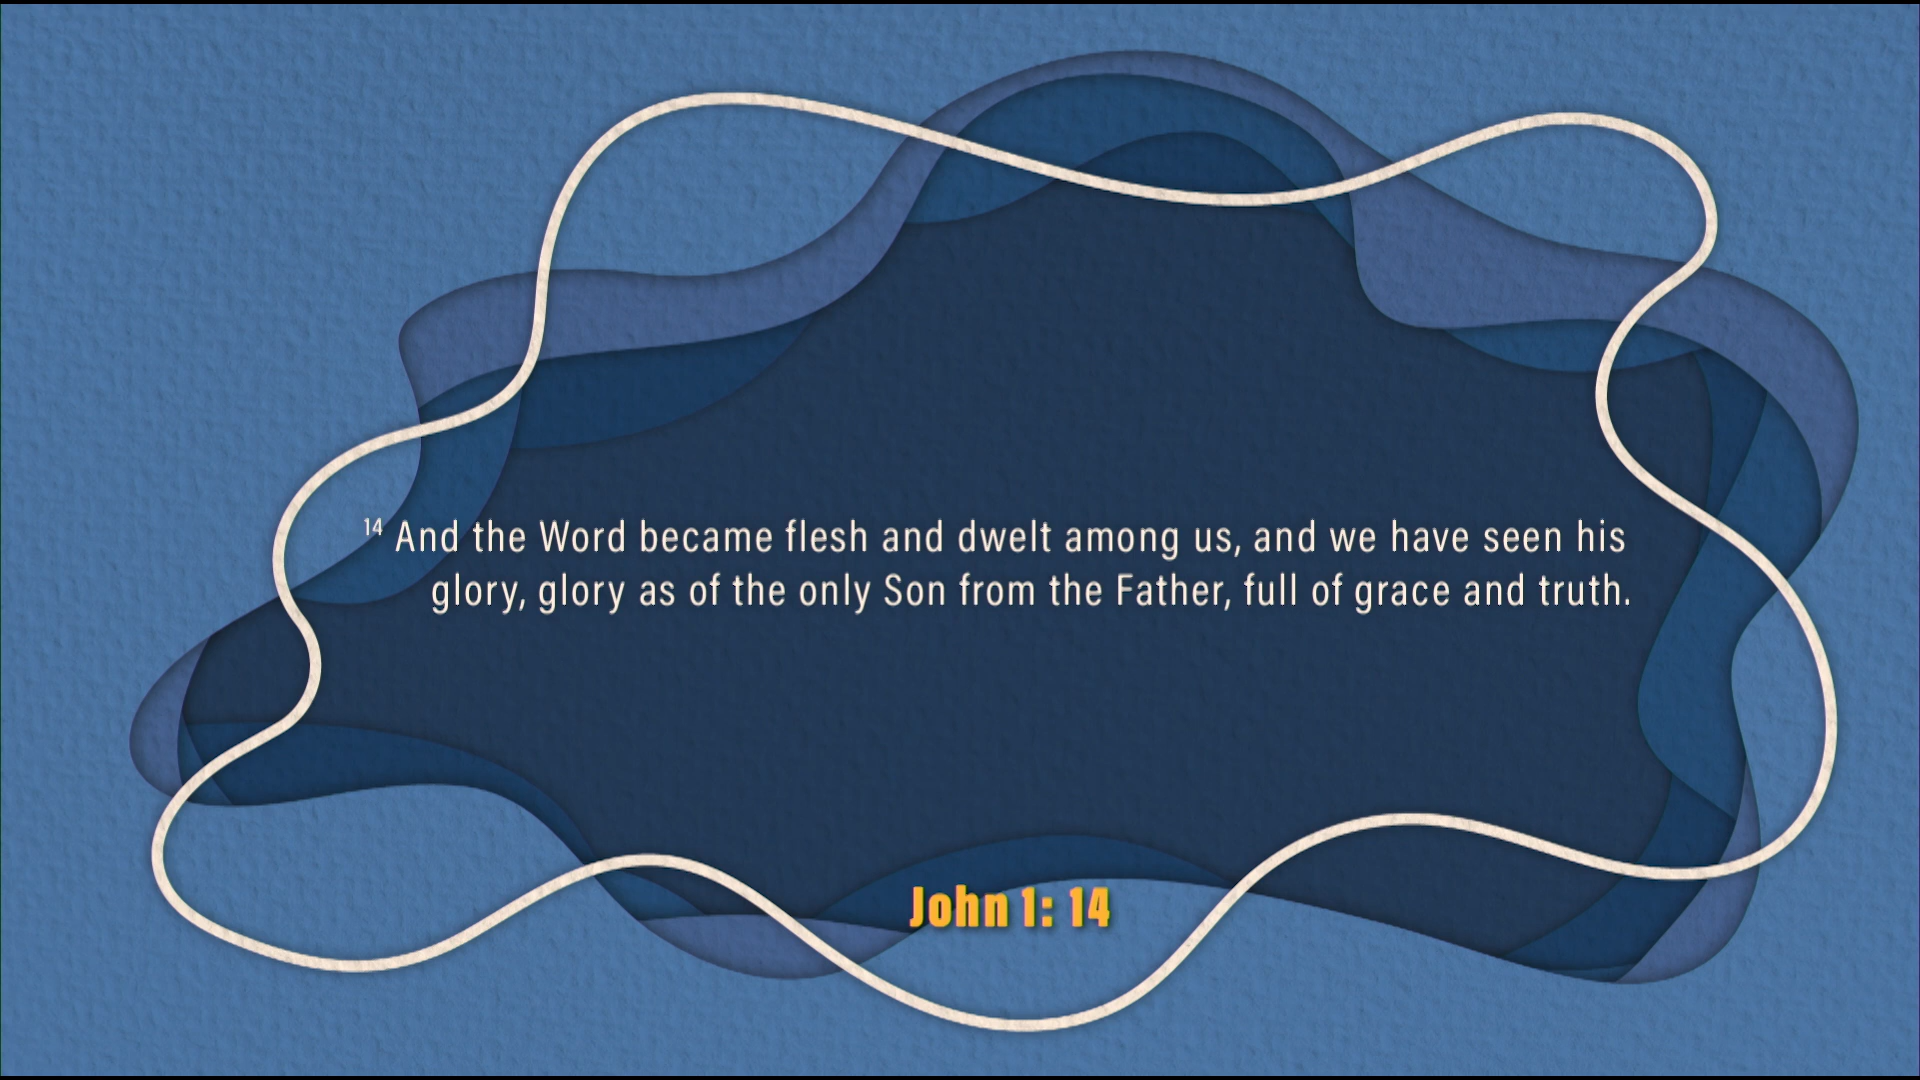 14 And the Word became flesh and dwelt among us, and we have seen his
glory, glory as of the only Son from the Father, full of grace and truth.
John 1: 14